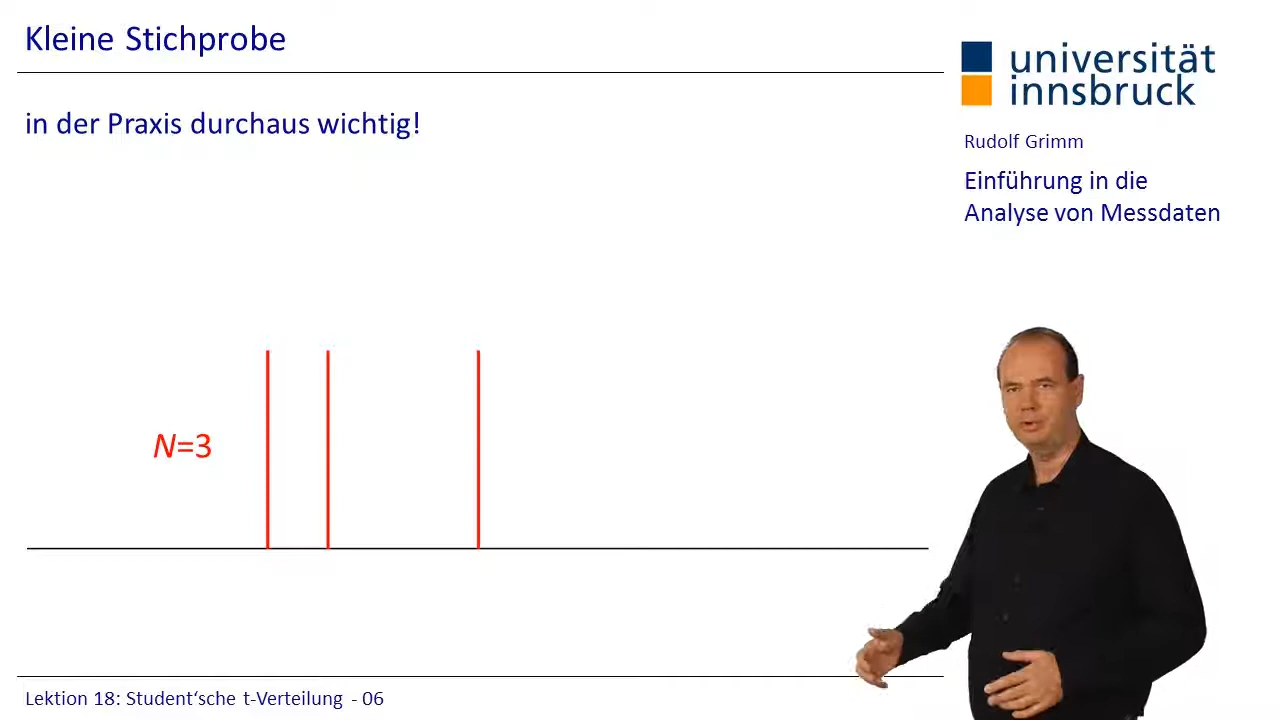 Kleine Stichprobe
in der Praxis durchaus wichtig!
universität
innsbruck
Rudolf Grimm
Einführung in die
Analyse von Messdaten
N=3
Lektion 18: Student‘sche t-Verteilung - 06